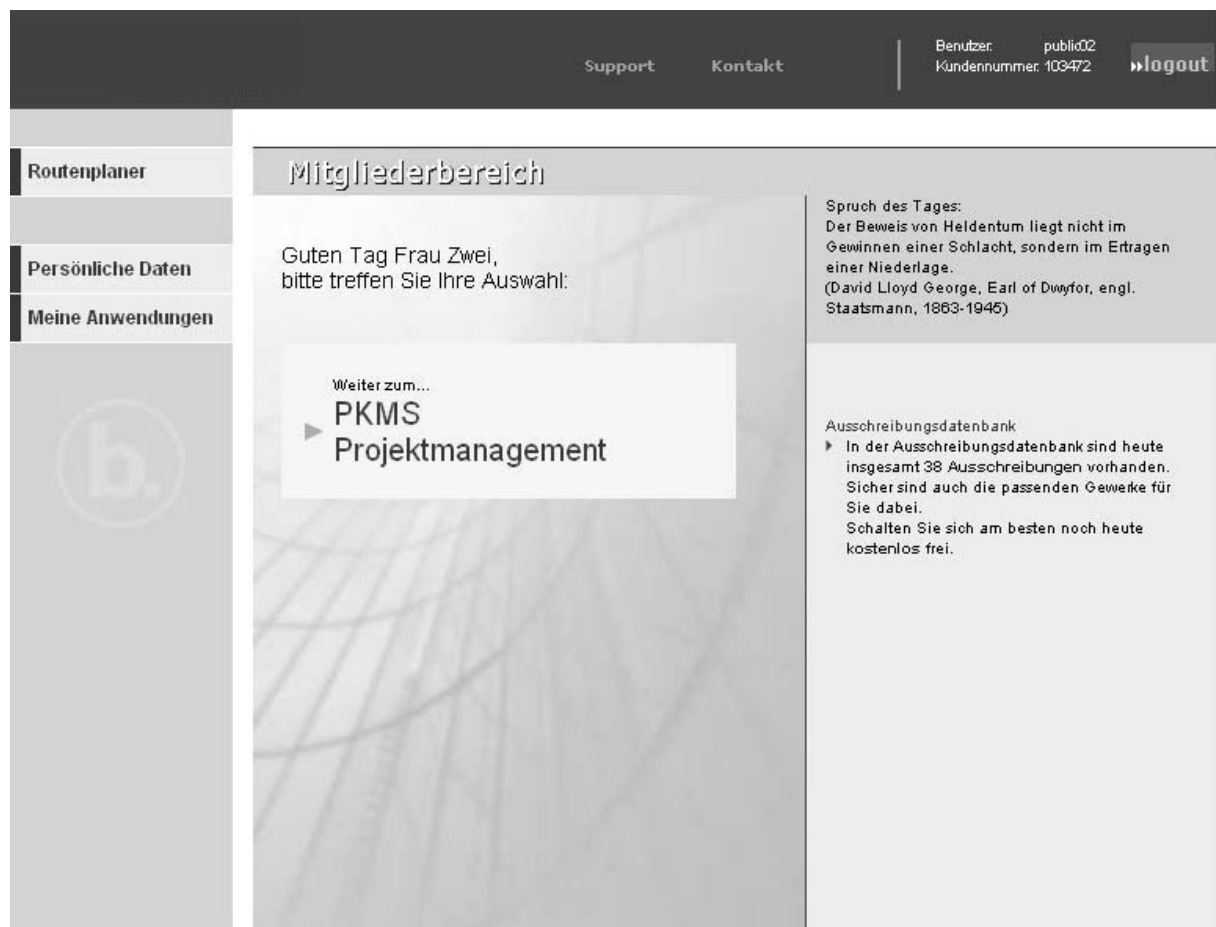 Support Kontakt
Benutzer: public02
Kundennummer: 103472
»logout
Routenplaner
Persönliche Daten
Meine Anwendungen
b.
Mitgliederbereich
Guten Tag Frau Zwei,
bitte treffen Sie Ihre Auswahl:
Weiter zum...
PKMS
Projektmanagement
Spruch des Tages:
Der Beweis von Heldentum liegt nicht im
Gewinnen einer Schlacht, sondern im Ertragen
einer Niederlage.
(David Lloyd George, Earl of Dwyfor, engl.
Staatsmann, 1863-1945)
Ausschreibungsdatenbank
In der Ausschreibungsdatenbank sind heute
insgesamt 38 Ausschreibungen vorhanden.
Sicher sind auch die passenden Gewerke für
Sie dabei.
Schalten Sie sich am besten noch heute
kostenlos frei.